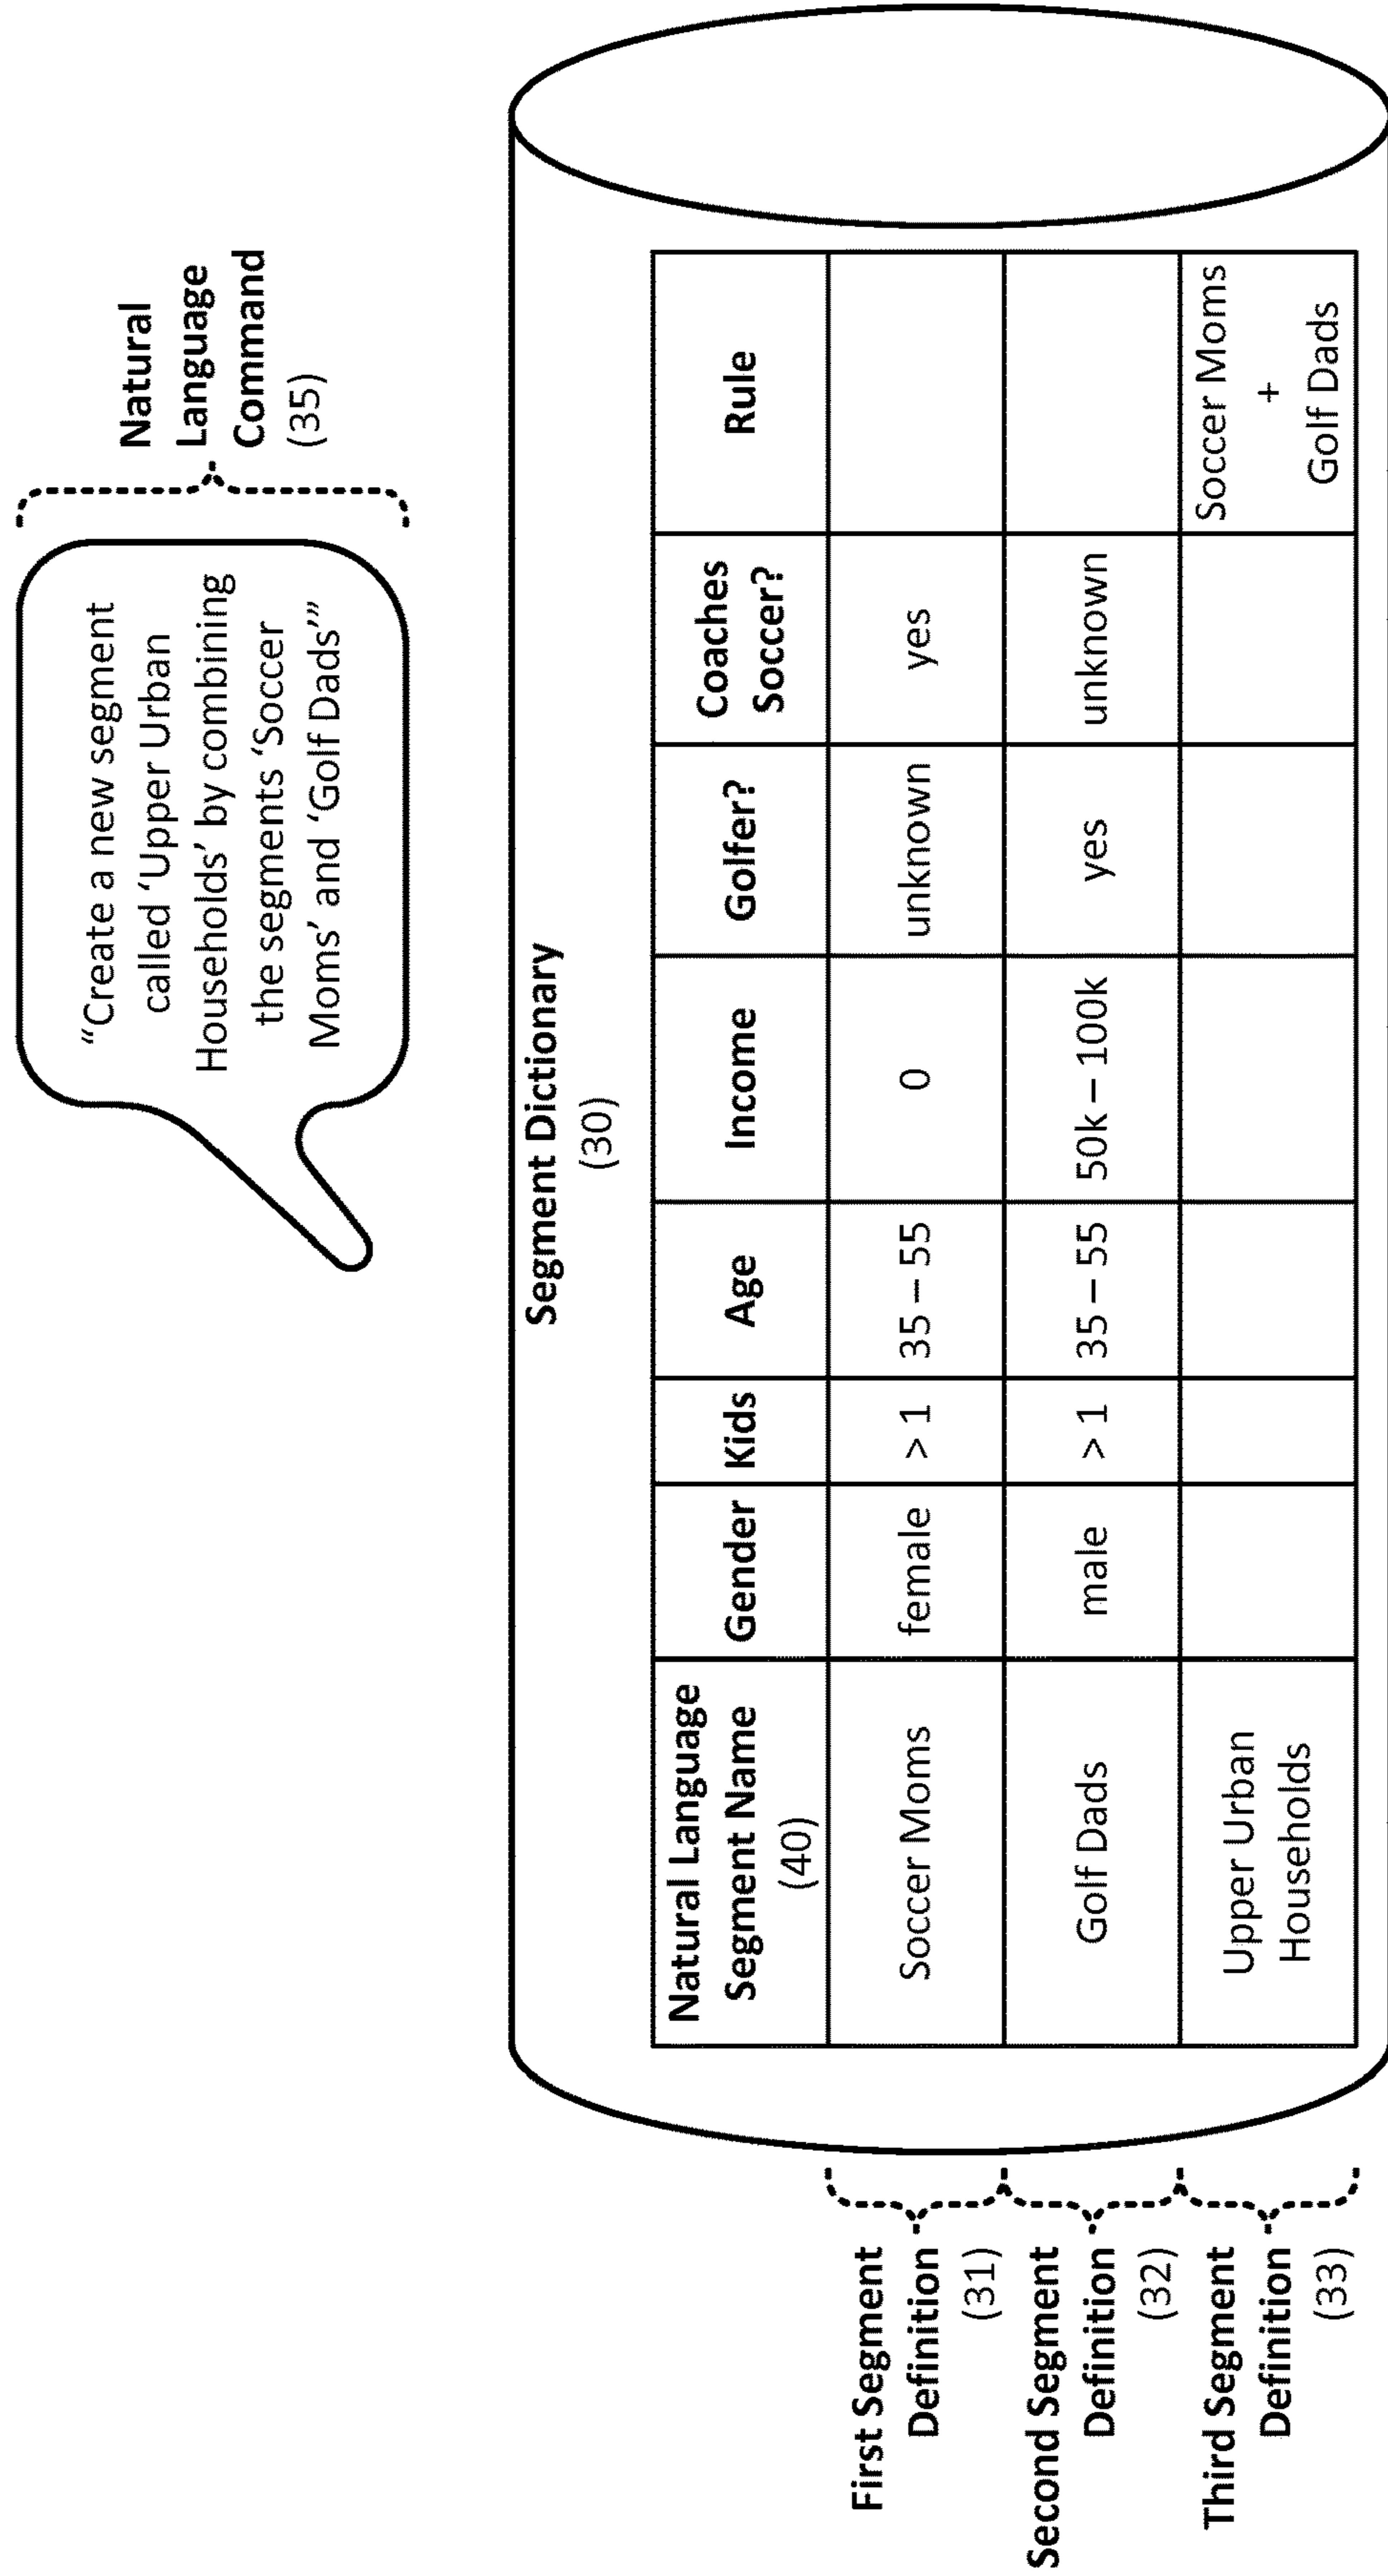 “Create a new segment
called ‘Upper Urban
Households’ by combining
the segments ‘Soccer
Moms’ and ‘Golf Dads’”
Natural
Language
Command
(35)
Segment Dictionary
(30)
Natural Language
Segment Name
(40)
Gender
Kids
Age
Income
Golfer?
Coaches
Soccer?
Rule
First Segment
Definition
(31)
Soccer Moms
female
> 1
35 – 55
0
unknown
yes
Second Segment
Definition
(32)
Golf Dads
male
> 1
35 – 55
50k – 100k
yes
unknown
Third Segment
Definition
(33)
Upper Urban
Households
Soccer Moms
+
Golf Dads